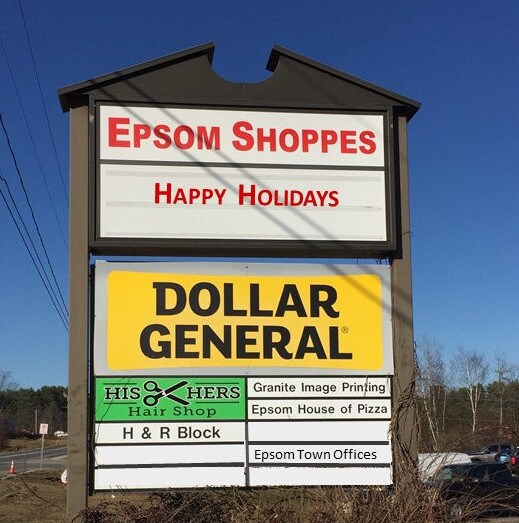 EPSOM SHOPPES
HAPPY HOLIDAYS
DOLLAR
GENERAL®
HIS HERS
Hair Shop
H & R Block
Granite Image Printing
Epsom House of Pizza
Epsom Town Offices